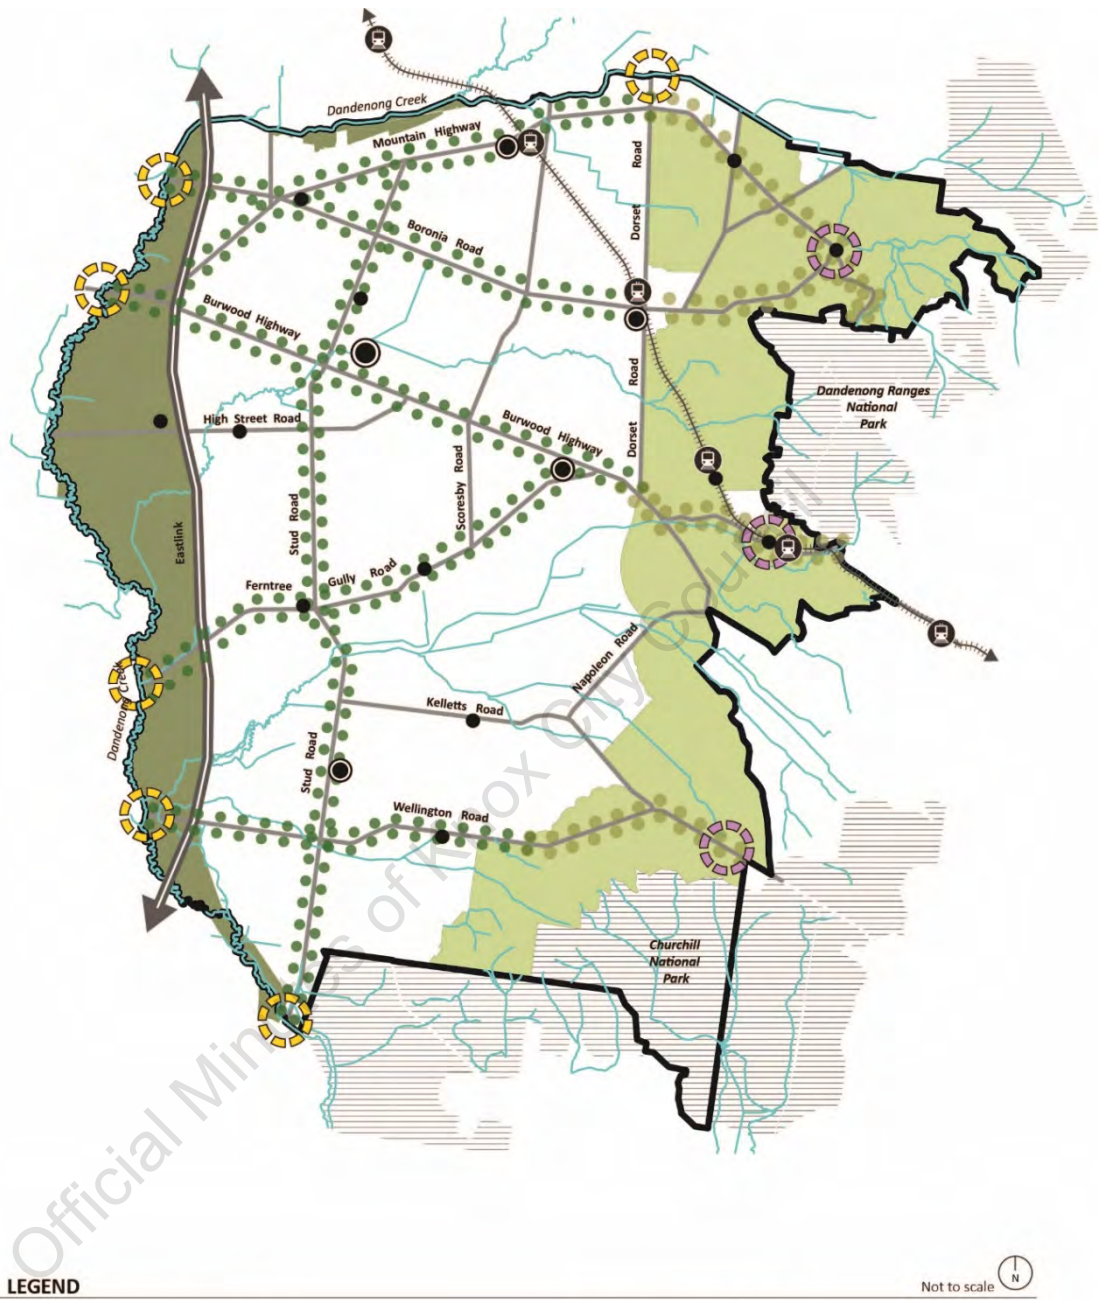 Dandenong Creek
Mountain Highway
Road
Dorset
Boronia Road
Burwood Highway
Road
Dorset
Dandenong Ranges
National
Park
High Street Road
Burwood Highway
Scoresby Road
Stud Road
Eastlink
Ferntree Gully Road
Napoleon Road
Dandenong Creek
Kelletts Road
Stud Road
Wellington Road
Churchill
National
Park
Official Minutes of Knox City Council
LEGEND
Not to scale
N